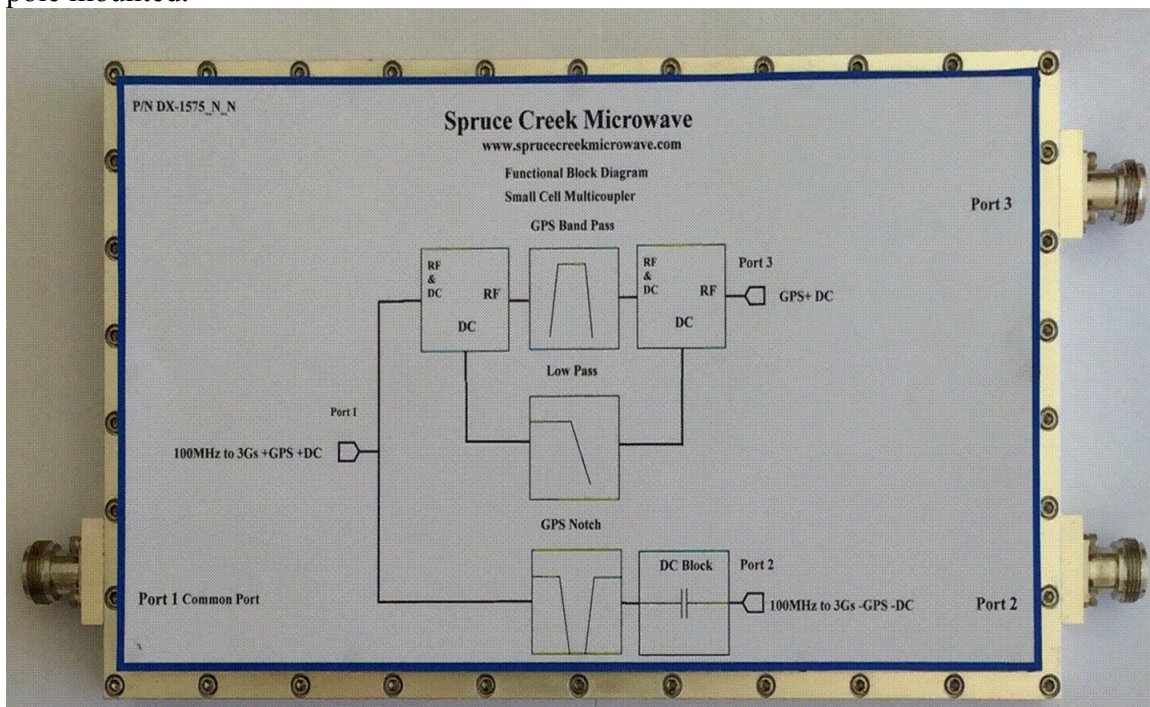 pole mounted.
P/N DX-1575_N_N
Spruce Creek Microwave
www.sprucecreekmicrowave.com
Functional Block Diagram
Small Cell Multicoupler
GPS Band Pass
Port 3
RF
&
DC
RF
DC
RF
&
DC
RF
DC
Port 3
GPS+ DC
Low Pass
Port 1
100MHz to 3Gs +GPS +DC
GPS Notch
DC Block
Port 2
100MHz to 3Gs -GPS -DC
Port 1 Common Port
Port 2